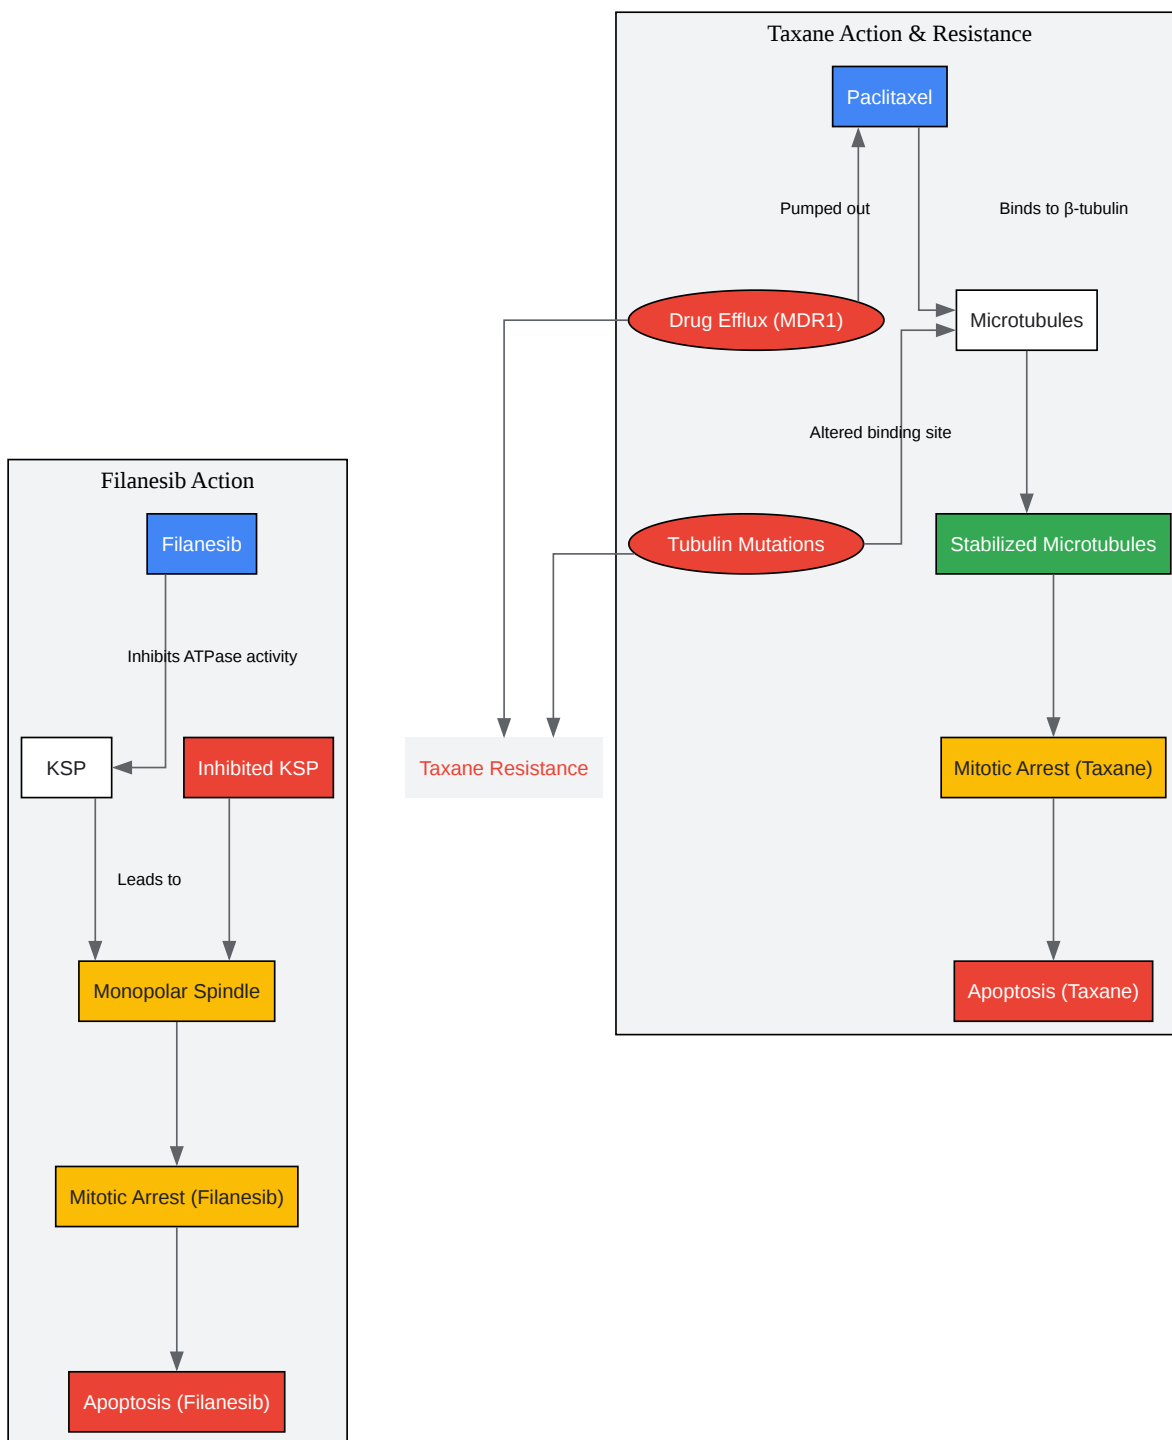 Taxane Action & Resistance
Paclitaxel
Pumped out
Binds to β-tubulin
Drug Efflux (MDR1)
Microtubules
Altered binding site
Tubulin Mutations
Stabilized Microtubules
Taxane Resistance
Mitotic Arrest (Taxane)
Apoptosis (Taxane)
Filanesib Action
Filanesib
Inhibits ATPase activity
KSP
Inhibited KSP
Leads to
Monopolar Spindle
Mitotic Arrest (Filanesib)
Apoptosis (Filanesib)